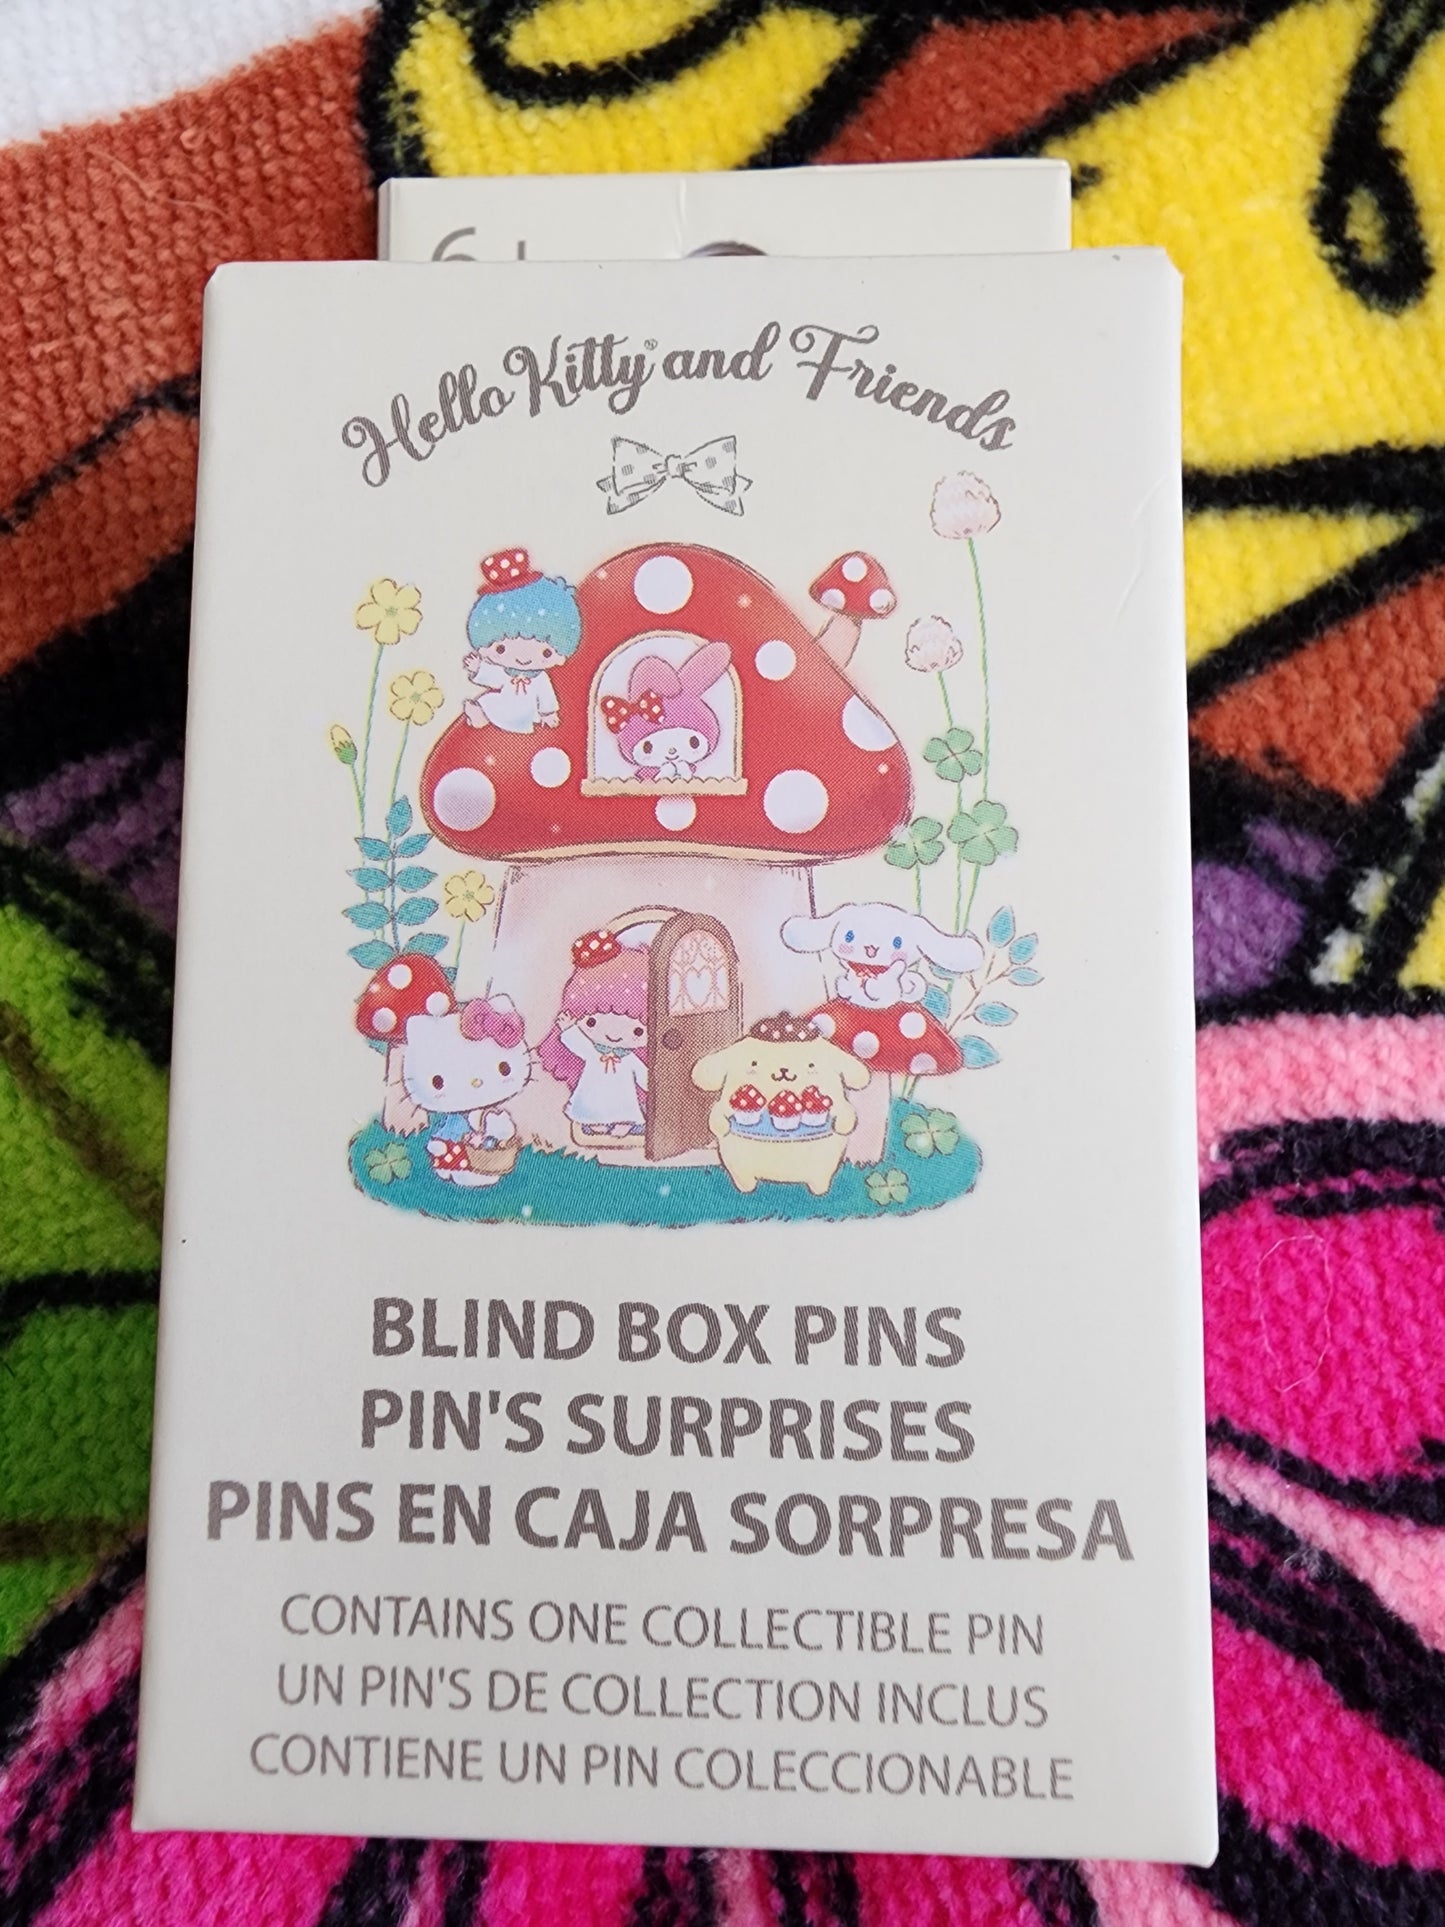 6+
Hello Kitty® and Friends
BLIND BOX PINS
PIN'S SURPRISES
PINS EN CAJA SORPRESA
CONTAINS ONE COLLECTIBLE PIN
UN PIN'S DE COLLECTION INCLUS
CONTIENE UN PIN COLECCIONABLE